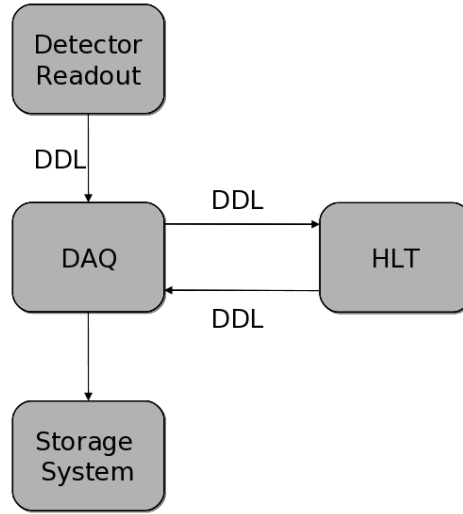 Detector
Readout
DDL
DDL
DAQ
HLT
DDL
Storage
System